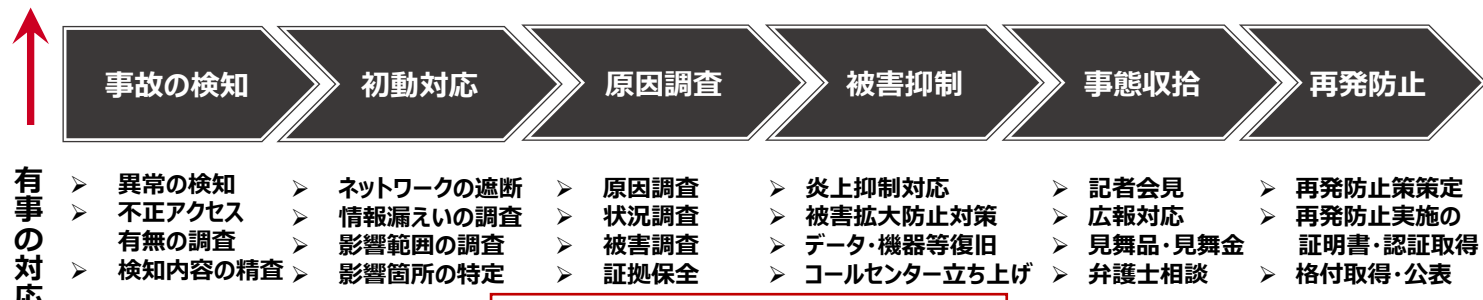 事故の検知
初動対応
原因調査
被害抑制
事態収拾
再発防止
有事の対応
➢ 異常の検知
➢ 不正アクセス
有無の調査
➢ 検知内容の精査
➢ ネットワークの遮断
➢ 情報漏えいの調査
➢ 影響範囲の調査
➢ 影響箇所の特定
➢ 原因調査
➢ 状況調査
➢ 被害調査
➢ 証拠保全
➢ 炎上抑制対応
➢ 被害拡大防止対策
➢ データ・機器等復旧
➢ コールセンター立ち上げ
➢ 記者会見
➢ 広報対応
➢ 見舞品・見舞金
➢ 弁護士相談
➢ 再発防止策策定
➢ 再発防止実施の
証明書・認証取得
➢ 格付取得・公表